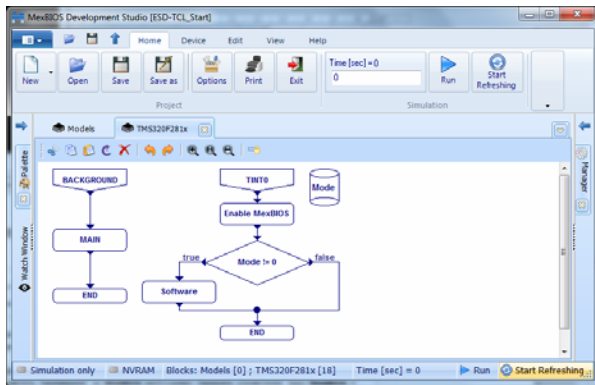 MexBIOS Development Studio [ESD-TCL_Start]
Home Device Edit View Help
New Open Save Save as Options Print Exit
Time [sec] = 0
0
Run Start Refreshing
Project Simulation
Models TMS320F281x
Palette
Watch Window
Manager
BACKGROUND
MAIN
END
TINT0
Mode
Enable MexBIOS
true Mode != 0 false
Software
END
Simulation only NVRAM Blocks: Models [0] ; TMS320F281x [18] Time [sec] = 0 Run Start Refreshing